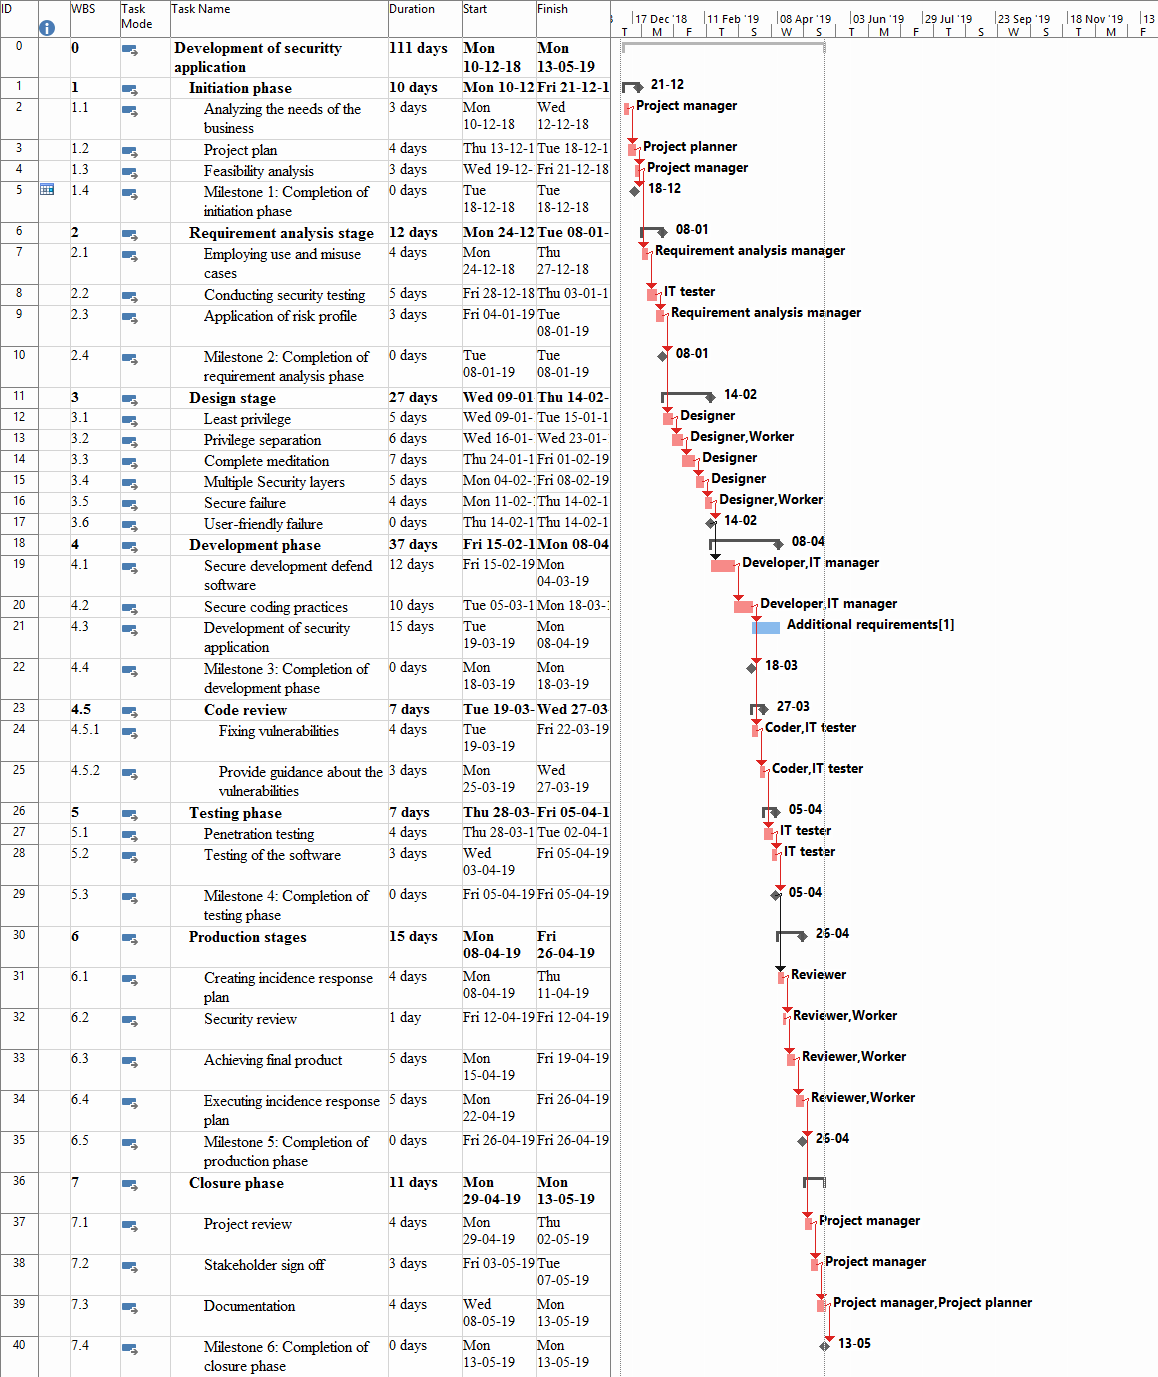 ID WBS Task Mode Task Name Duration Start Finish
17 Dec '18 11 Feb '19 08 Apr '19 03 Jun '19 29 Jul '19 23 Sep '19 18 Nov '19 13
T M F T S W S T M F T S W S T M F
0 0 Development of securitty 111 days Mon Mon
application 10-12-18 13-05-19
1 1 Initiation phase 10 days Mon 10-12 Fri 21-12-1 21-12
2 1.1 Analyzing the needs of the 3 days Mon Wed Project manager
business 10-12-18 12-12-18
3 1.2 Project plan 4 days Thu 13-12-1 Tue 18-12-1 Project planner
4 1.3 Feasibility analysis 3 days Wed 19-12- Fri 21-12-18 Project manager
5 1.4 Milestone 1: Completion of 0 days Tue Tue 18-12
initiation phase 18-12-18 18-12-18
6 2 Requirement analysis stage 12 days Mon 24-12 Tue 08-01- 08-01
7 2.1 Employing use and misuse 4 days Mon Thu Requirement analysis manager
cases 24-12-18 27-12-18
8 2.2 Conducting security testing 5 days Fri 28-12-18 Thu 03-01-1 IT tester
9 2.3 Application of risk profile 3 days Fri 04-01-19 Tue Requirement analysis manager
08-01-19
10 2.4 Milestone 2: Completion of 0 days Tue Tue 08-01
requirement analysis phase 08-01-19 08-01-19
11 3 Design stage 27 days Wed 09-01 Thu 14-02- 14-02
12 3.1 Least privilege 5 days Wed 09-01- Tue 15-01-1 Designer
13 3.2 Privilege separation 6 days Wed 16-01- Wed 23-01- Designer,Worker
14 3.3 Complete meditation 7 days Thu 24-01-1 Fri 01-02-19 Designer
15 3.4 Multiple Security layers 5 days Mon 04-02- Fri 08-02-19 Designer
16 3.5 Secure failure 4 days Mon 11-02- Thu 14-02-1 Designer,Worker
17 3.6 User-friendly failure 0 days Thu 14-02-1 Thu 14-02-1 14-02
18 4 Development phase 37 days Fri 15-02-1 Mon 08-04 08-04
19 4.1 Secure development defend 12 days Fri 15-02-19 Mon Developer,IT manager
software 04-03-19
20 4.2 Secure coding practices 10 days Tue 05-03-1 Mon 18-03- Developer,IT manager
21 4.3 Development of security 15 days Tue Mon Additional requirements[1]
application 19-03-19 08-04-19
22 4.4 Milestone 3: Completion of 0 days Mon Mon 18-03
development phase 18-03-19 18-03-19
23 4.5 Code review 7 days Tue 19-03- Wed 27-03 27-03
24 4.5.1 Fixing vulnerabilities 4 days Tue Fri 22-03-19 Coder,IT tester
19-03-19
25 4.5.2 Provide guidance about the 3 days Mon Wed Coder,IT tester
vulnerabilities 25-03-19 27-03-19
26 5 Testing phase 7 days Thu 28-03- Fri 05-04-1 05-04
27 5.1 Penetration testing 4 days Thu 28-03-1 Tue 02-04-1 IT tester
28 5.2 Testing of the software 3 days Wed Fri 05-04-19 IT tester
03-04-19
29 5.3 Milestone 4: Completion of 0 days Fri 05-04-19 Fri 05-04-19 05-04
testing phase
30 6 Production stages 15 days Mon Fri 26-04
08-04-19 26-04-19
31 6.1 Creating incidence response 4 days Mon Thu Reviewer
plan 08-04-19 11-04-19
32 6.2 Security review 1 day Fri 12-04-19 Fri 12-04-19 Reviewer,Worker
33 6.3 Achieving final product 5 days Mon Fri 19-04-19 Reviewer,Worker
15-04-19
34 6.4 Executing incidence response 5 days Mon Fri 26-04-19 Reviewer,Worker
plan 22-04-19
35 6.5 Milestone 5: Completion of 0 days Fri 26-04-19 Fri 26-04-19 26-04
production phase
36 7 Closure phase 11 days Mon Mon
29-04-19 13-05-19
37 7.1 Project review 4 days Mon Thu Project manager
29-04-19 02-05-19
38 7.2 Stakeholder sign off 3 days Fri 03-05-19 Tue Project manager
07-05-19
39 7.3 Documentation 4 days Wed Mon Project manager,Project planner
08-05-19 13-05-19
40 7.4 Milestone 6: Completion of 0 days Mon Mon 13-05
closure phase 13-05-19 13-05-19